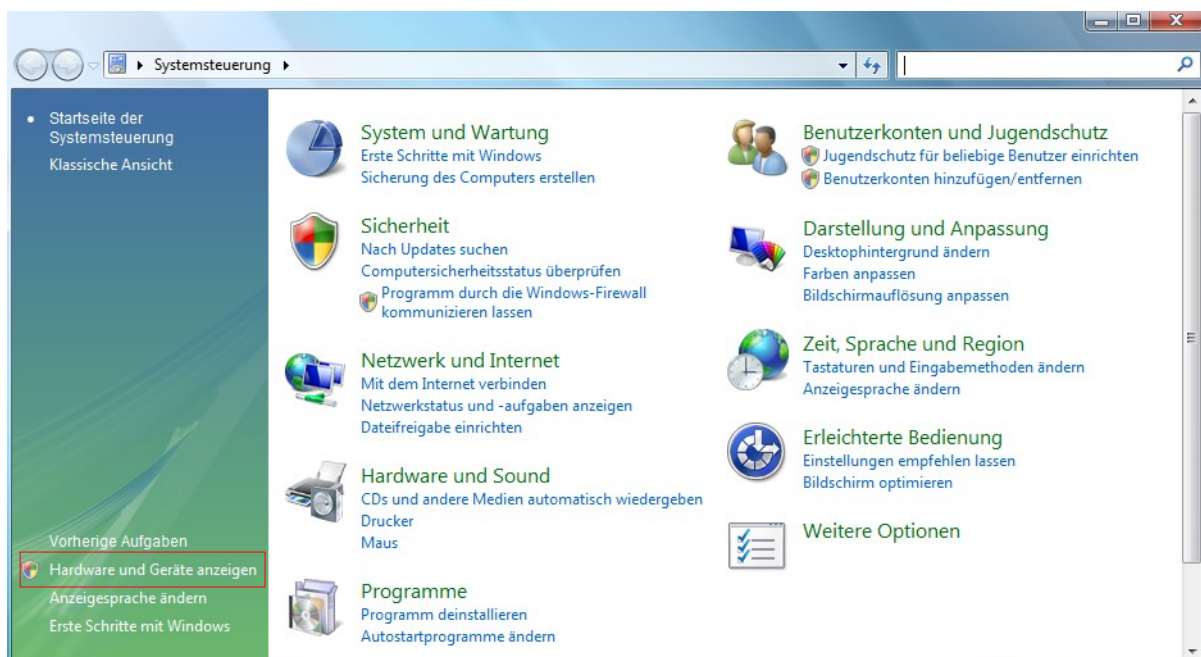 Systemsteuerung
Startseite der
Systemsteuerung
Klassische Ansicht
Vorherige Aufgaben
Hardware und Geräte anzeigen
Anzeigesprache ändern
Erste Schritte mit Windows
System und Wartung
Erste Schritte mit Windows
Sicherung des Computers erstellen
Sicherheit
Nach Updates suchen
Computersicherheitsstatus überprüfen
Programm durch die Windows-Firewall
kommunizieren lassen
Netzwerk und Internet
Mit dem Internet verbinden
Netzwerkstatus und -aufgaben anzeigen
Dateifreigabe einrichten
Hardware und Sound
CDs und andere Medien automatisch wiedergeben
Drucker
Maus
Programme
Programm deinstallieren
Autostartprogramme ändern
Benutzerkonten und Jugendschutz
Jugendschutz für beliebige Benutzer einrichten
Benutzerkonten hinzufügen/entfernen
Darstellung und Anpassung
Desktophintergrund ändern
Farben anpassen
Bildschirmauflösung anpassen
Zeit, Sprache und Region
Tastaturen und Eingabemethoden ändern
Anzeigesprache ändern
Erleichterte Bedienung
Einstellungen empfehlen lassen
Bildschirm optimieren
Weitere Optionen